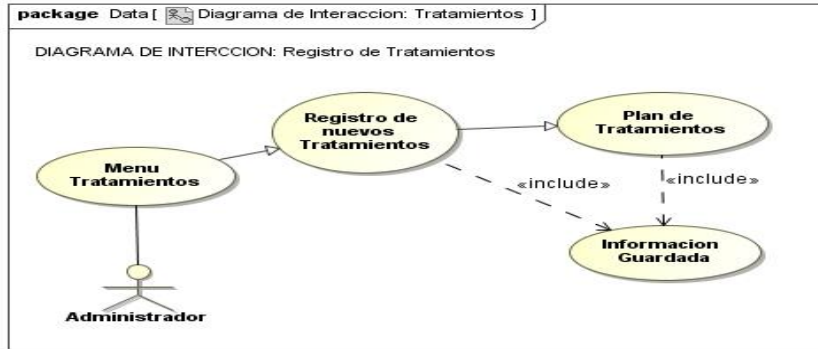 package Data [ Diagrama de Interaccion: Tratamientos ]
DIAGRAMA DE INTERCCION: Registro de Tratamientos
Registro de
nuevos
Tratamientos
Plan de
Tratamientos
Menu
Tratamientos
«include»
«include»
Informacion
Guardada
Administrador